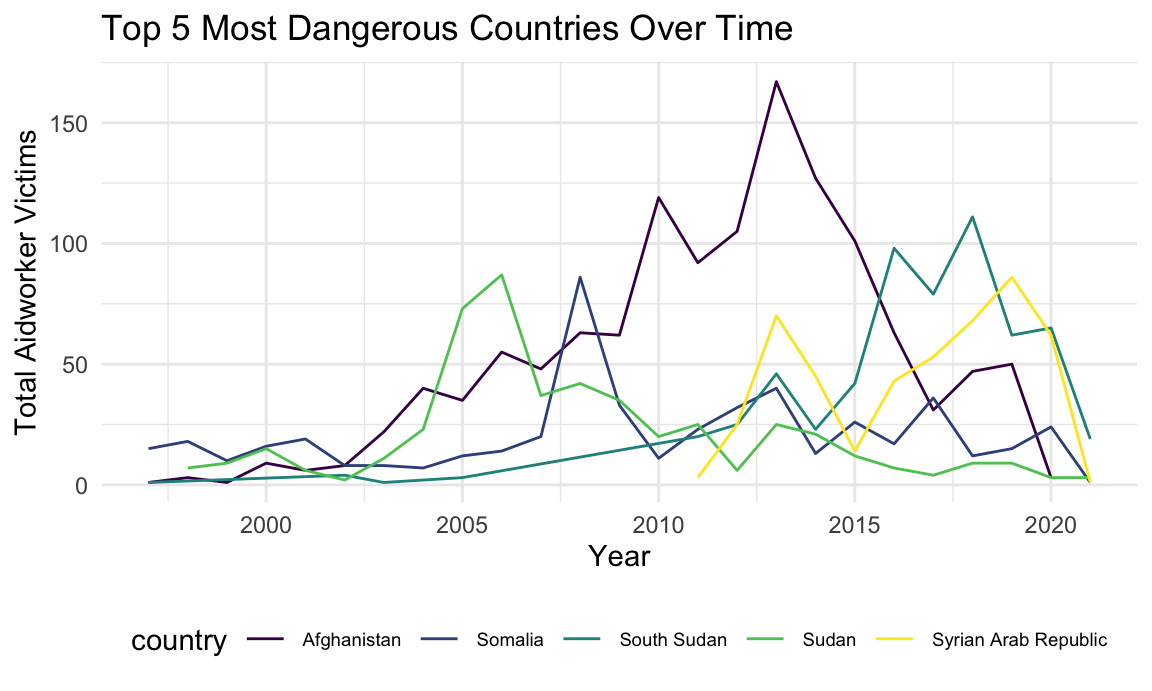 Top 5 Most Dangerous Countries Over Time
Total Aidworker Victims
150
100
50
0
2000 2005 2010 2015 2020
Year
country Afghanistan Somalia South Sudan Sudan Syrian Arab Republic